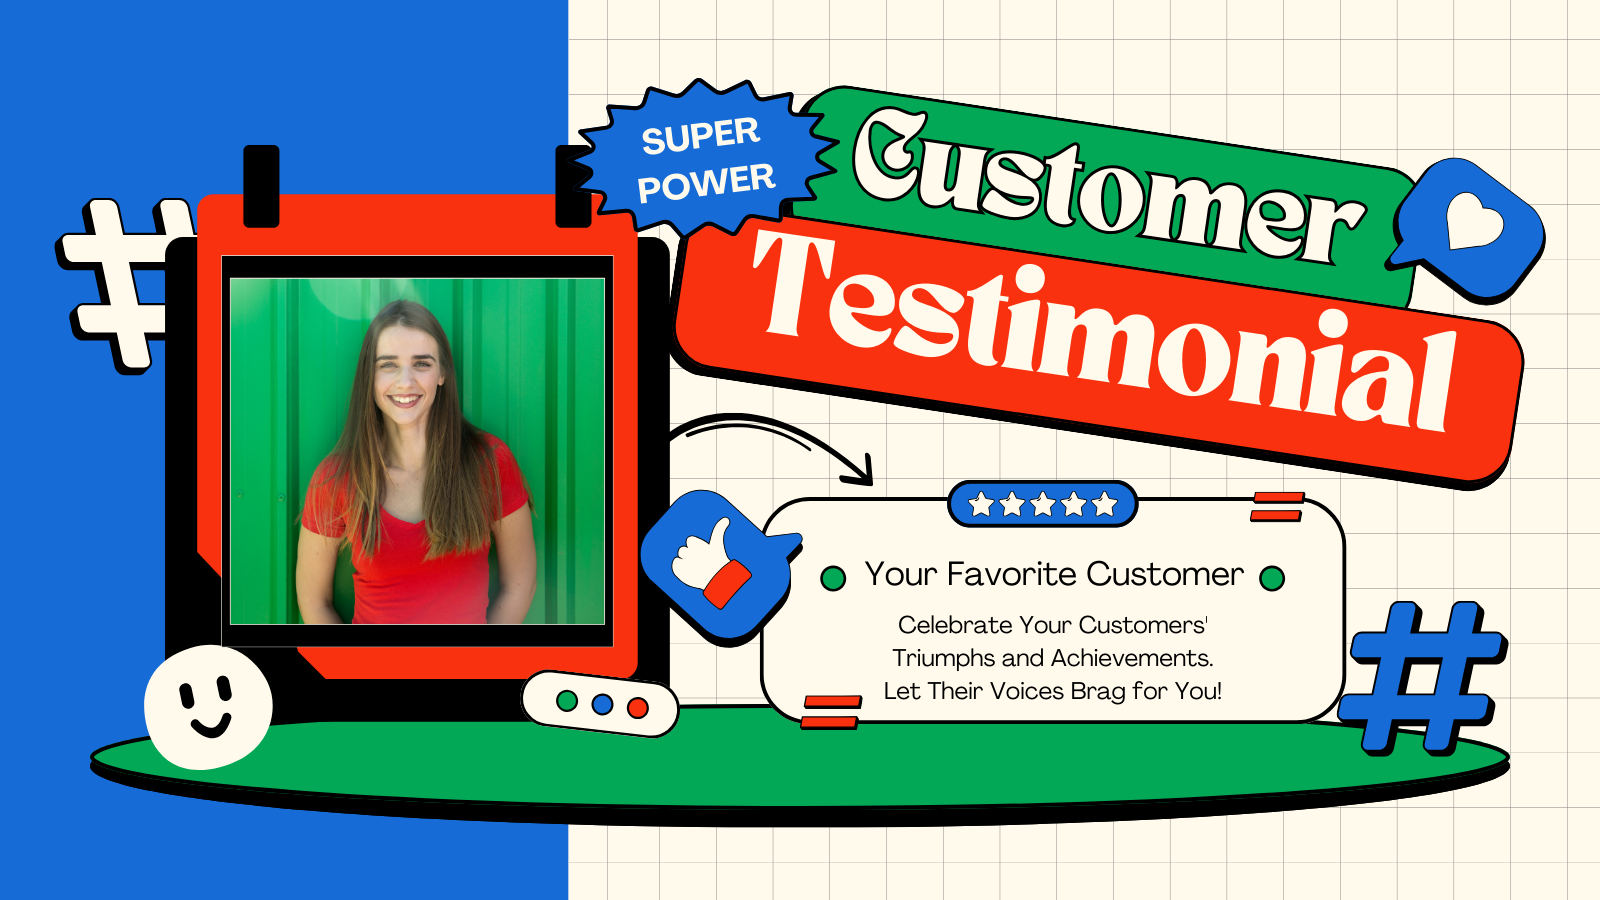 SUPER
POWER
Customer
Testimonial
Your Favorite Customer
Celebrate Your Customers'
Triumphs and Achievements.
Let Their Voices Brag for You!